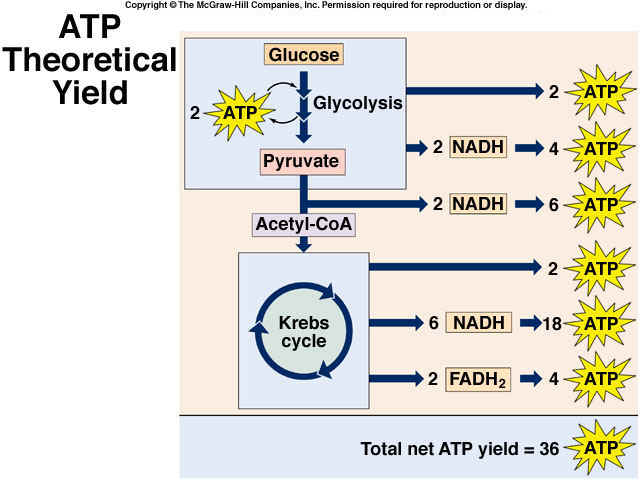 Copyright © The McGraw-Hill Companies, Inc. Permission required for reproduction or display.
ATP
Theoretical
Yield
Glucose
2 ATP
Glycolysis
2 ATP
Pyruvate
2 NADH 4 ATP
2 NADH 6 ATP
Acetyl-CoA
2 ATP
Krebs
cycle
6 NADH 18 ATP
2 FADH₂ 4 ATP
Total net ATP yield = 36 ATP